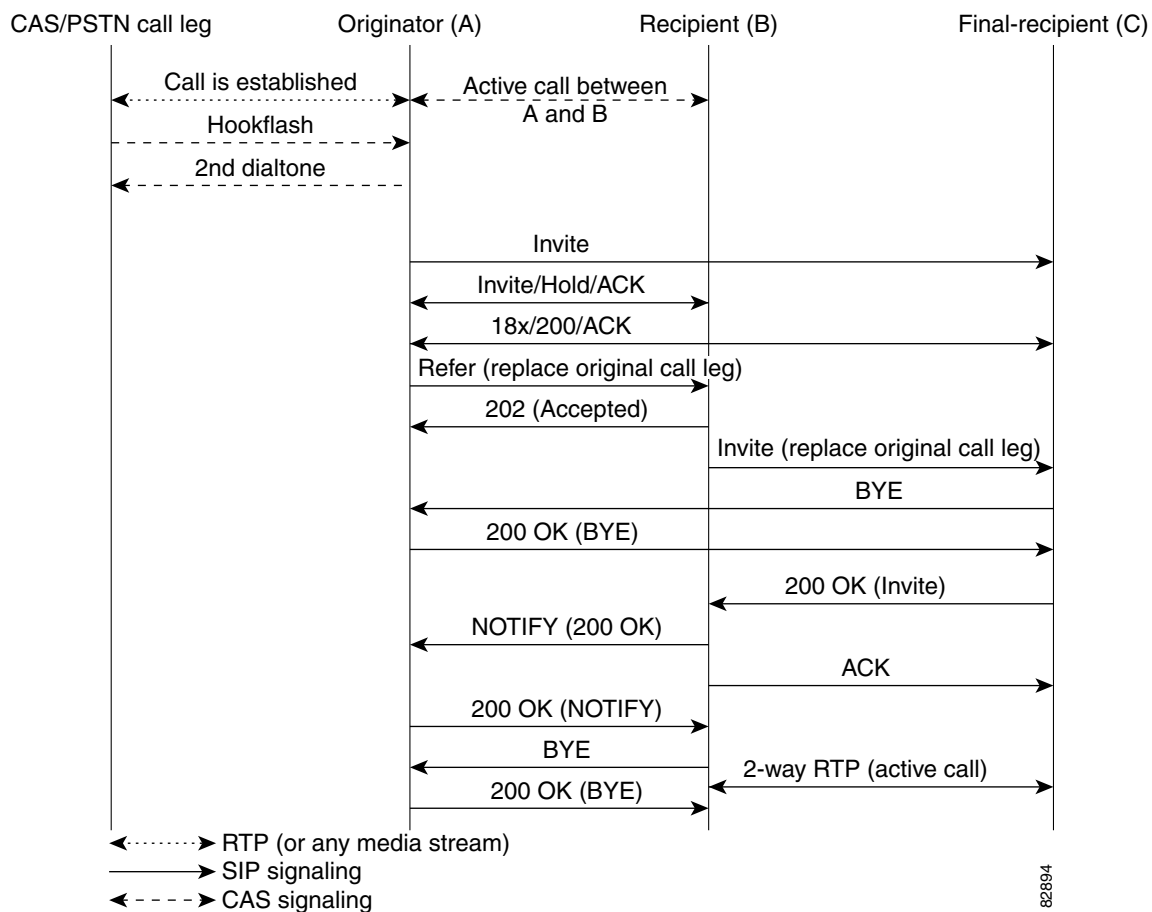 CAS/PSTN call leg
Originator (A)
Recipient (B)
Final-recipient (C)
Call is established
Active call between
A and B
Hookflash
2nd dialtone
Invite
Invite/Hold/ACK
18x/200/ACK
Refer (replace original call leg)
202 (Accepted)
Invite (replace original call leg)
BYE
200 OK (BYE)
200 OK (Invite)
NOTIFY (200 OK)
ACK
200 OK (NOTIFY)
BYE
2-way RTP (active call)
200 OK (BYE)
RTP (or any media stream)
SIP signaling
CAS signaling
82894